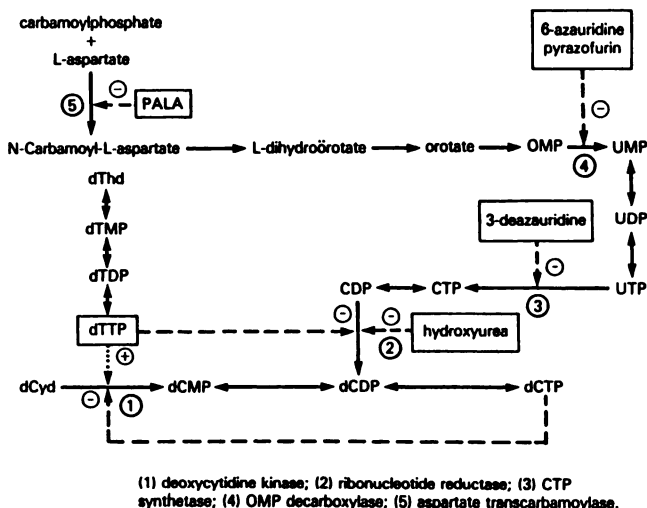 carbamoylphosphate
+
L-aspartate
6-azauridine
pyrazofurin
⑤ ⊖ PALA
⊖
N-Carbamoyl-L-aspartate L-dihydroörotate orotate OMP UMP
④
dThd
dTMP
3-deazauridine
UDP
dTDP
⊖
CDP CTP UTP
③
dTTP ⊖ ⊖ hydroxyurea
②
⊕
dCyd dCMP dCDP dCTP
⊖ ①
(1) deoxycytidine kinase; (2) ribonucleotide reductase; (3) CTP
synthetase; (4) OMP decarboxylase; (5) aspartate transcarbamoylase.